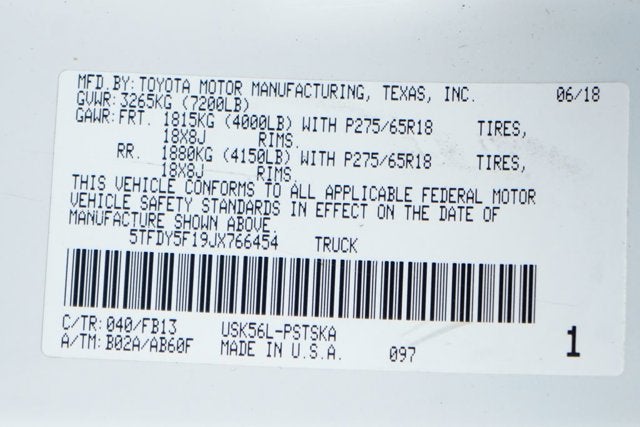 MFD.BY:TOYOTA MOTOR MANUFACTURING, TEXAS, INC. 06/18
GVWR:3265KG (7200LB)
GAWR:FRT. 1815KG (4000LB) WITH P275/65R18 TIRES,
18X8J RIMS.
RR. 1880KG (4150LB) WITH P275/65R18 TIRES,
18X8J RIMS.
THIS VEHICLE CONFORMS TO ALL APPLICABLE FEDERAL MOTOR
VEHICLE SAFETY STANDARDS IN EFFECT ON THE DATE OF
MANUFACTURE SHOWN ABOVE.
5TFDY5F19JX766454 TRUCK
C/TR:040/FB13 USK56L-PSTSKA
A/TM:B02A/AB60F MADE IN U.S.A. 097 1